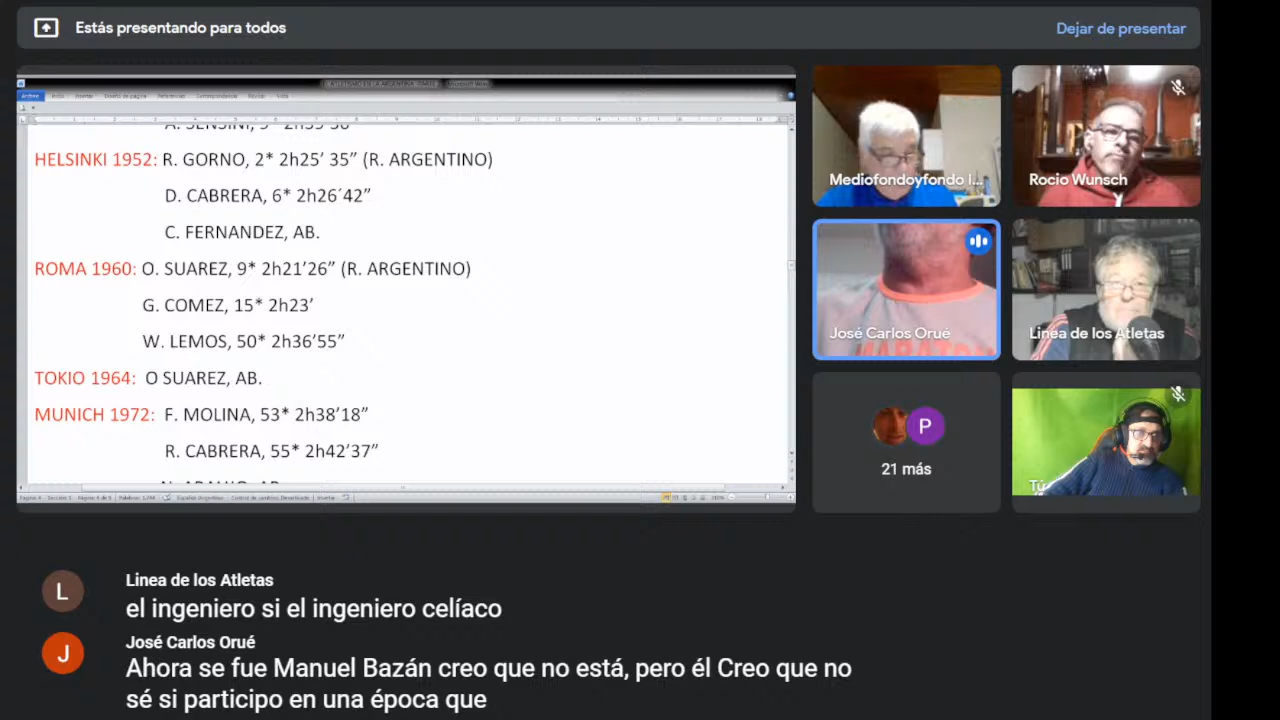 Estás presentando para todos
Dejar de presentar
HELSINKI 1952: R. GORNO, 2* 2h25’ 35” (R. ARGENTINO)
D. CABRERA, 6* 2h26´42”
C. FERNANDEZ, AB.
ROMA 1960: O. SUAREZ, 9* 2h21’26” (R. ARGENTINO)
G. COMEZ, 15* 2h23’
W. LEMOS, 50* 2h36’55”
TOKIO 1964: O SUAREZ, AB.
MUNICH 1972: F. MOLINA, 53* 2h38’18”
R. CABRERA, 55* 2h42’37”
Mediofondoyfondo I...
Rocio Wunsch
José Carlos Orué
Linea de los Atletas
P
21 más
Tú
L
Linea de los Atletas
el ingeniero si el ingeniero celíaco
J
José Carlos Orué
Ahora se fue Manuel Bazán creo que no está, pero él Creo que no
sé si participo en una época que